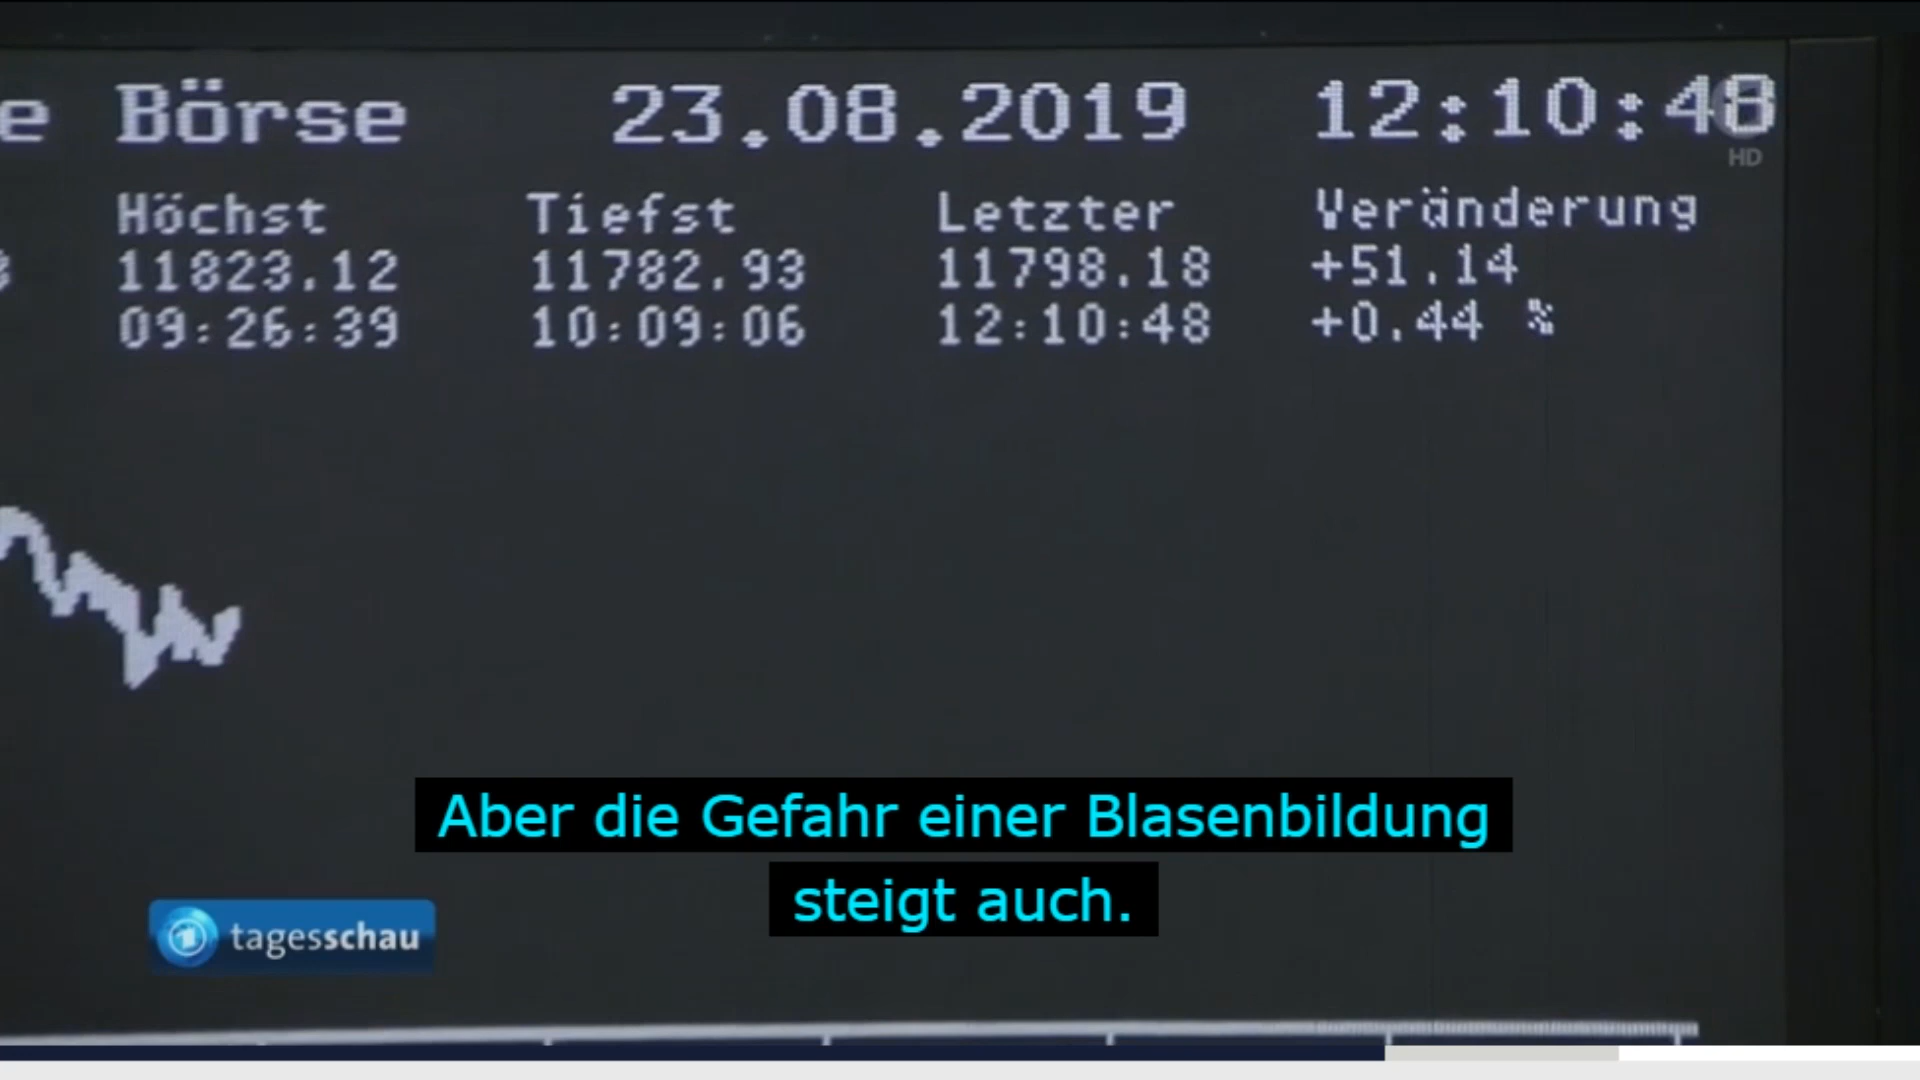 e Börse 23.08.2019 12:10:48
HD
Höchst Tiefst Letzter Veränderung
11823.12 11782.93 11798.18 +51.14
09:26:39 10:09:06 12:10:48 +0.44 %
Aber die Gefahr einer Blasenbildung
steigt auch.
tagesschau